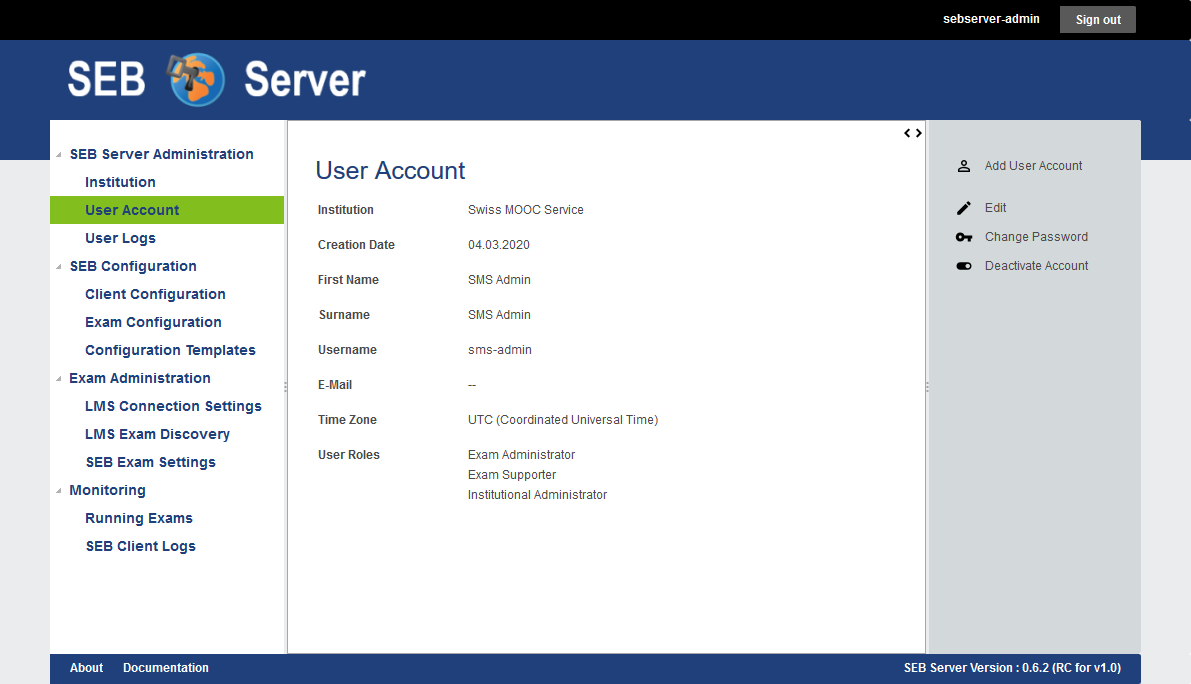 sebserver-admin
Sign out
SEB Server
SEB Server Administration
Institution
User Account
User Logs
SEB Configuration
Client Configuration
Exam Configuration
Configuration Templates
Exam Administration
LMS Connection Settings
LMS Exam Discovery
SEB Exam Settings
Monitoring
Running Exams
SEB Client Logs
User Account
Institution Swiss MOOC Service
Creation Date 04.03.2020
First Name SMS Admin
Surname SMS Admin
Username sms-admin
E-Mail --
Time Zone UTC (Coordinated Universal Time)
User Roles Exam Administrator
Exam Supporter
Institutional Administrator
Add User Account
Edit
Change Password
Deactivate Account
About Documentation
SEB Server Version : 0.6.2 (RC for v1.0)